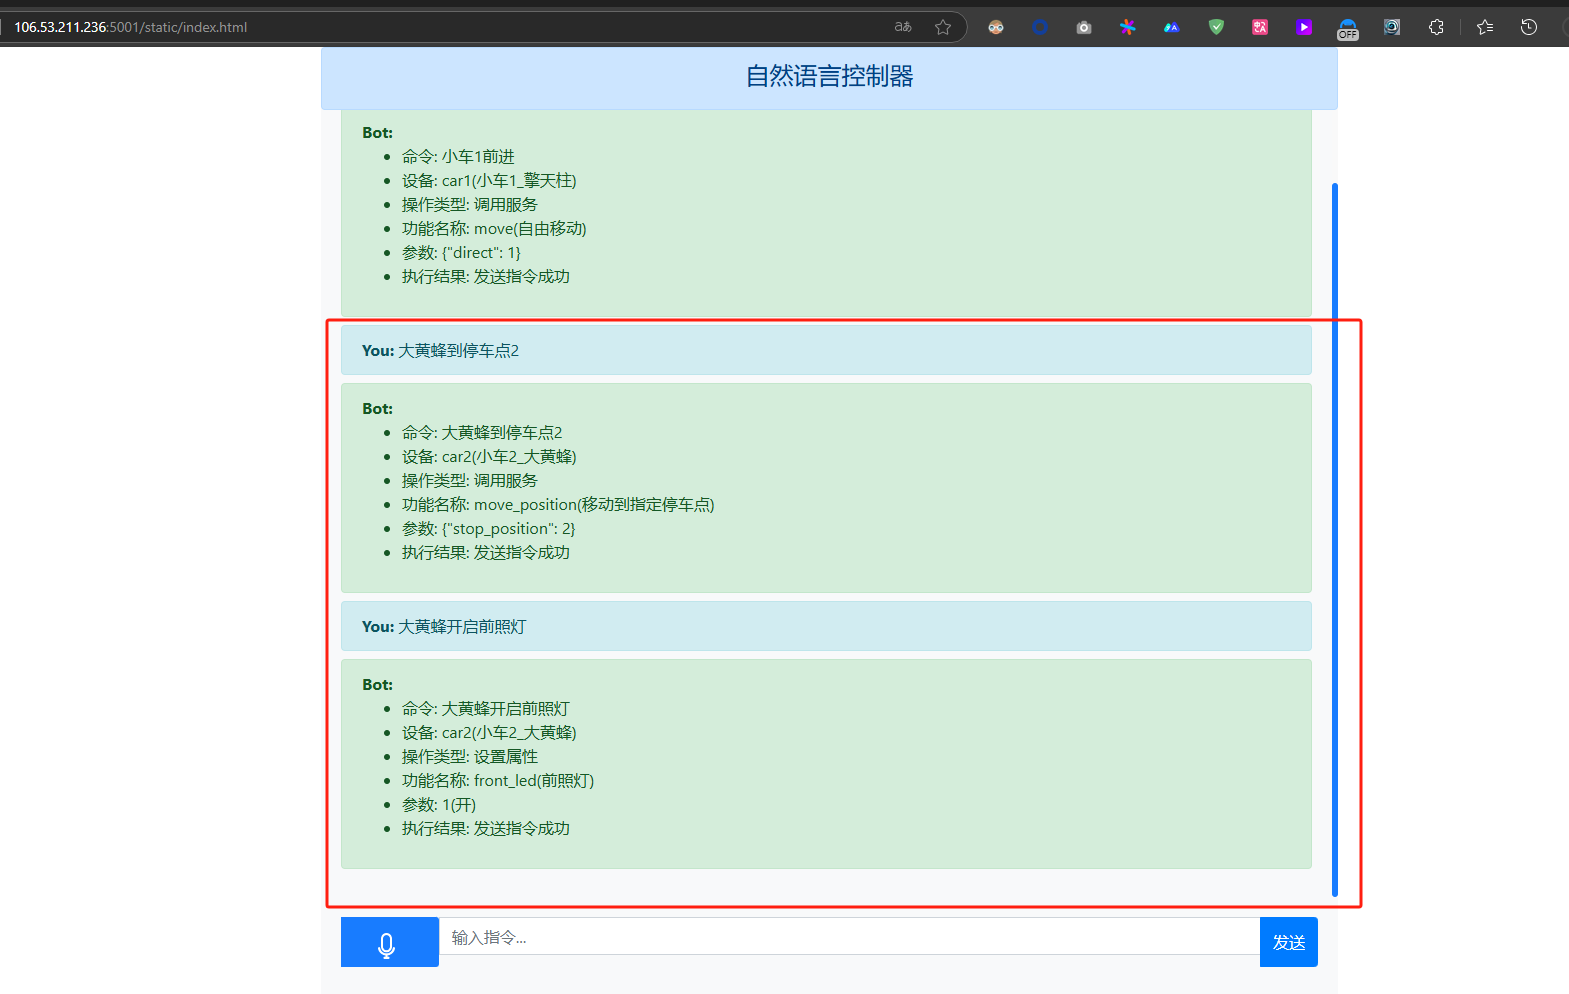 106.53.211.236:5001/static/index.html
OFF
自然语言控制器
Bot:
命令: 小车1前进
设备: car1(小车1_擎天柱)
操作类型: 调用服务
功能名称: move(自由移动)
参数: {"direct": 1}
执行结果: 发送指令成功
You: 大黄蜂到停车点2
Bot:
命令: 大黄蜂到停车点2
设备: car2(小车2_大黄蜂)
操作类型: 调用服务
功能名称: move_position(移动到指定停车点)
参数: {"stop_position": 2}
执行结果: 发送指令成功
You: 大黄蜂开启前照灯
Bot:
命令: 大黄蜂开启前照灯
设备: car2(小车2_大黄蜂)
操作类型: 设置属性
功能名称: front_led(前照灯)
参数: 1(开)
执行结果: 发送指令成功
输入指令...
发送